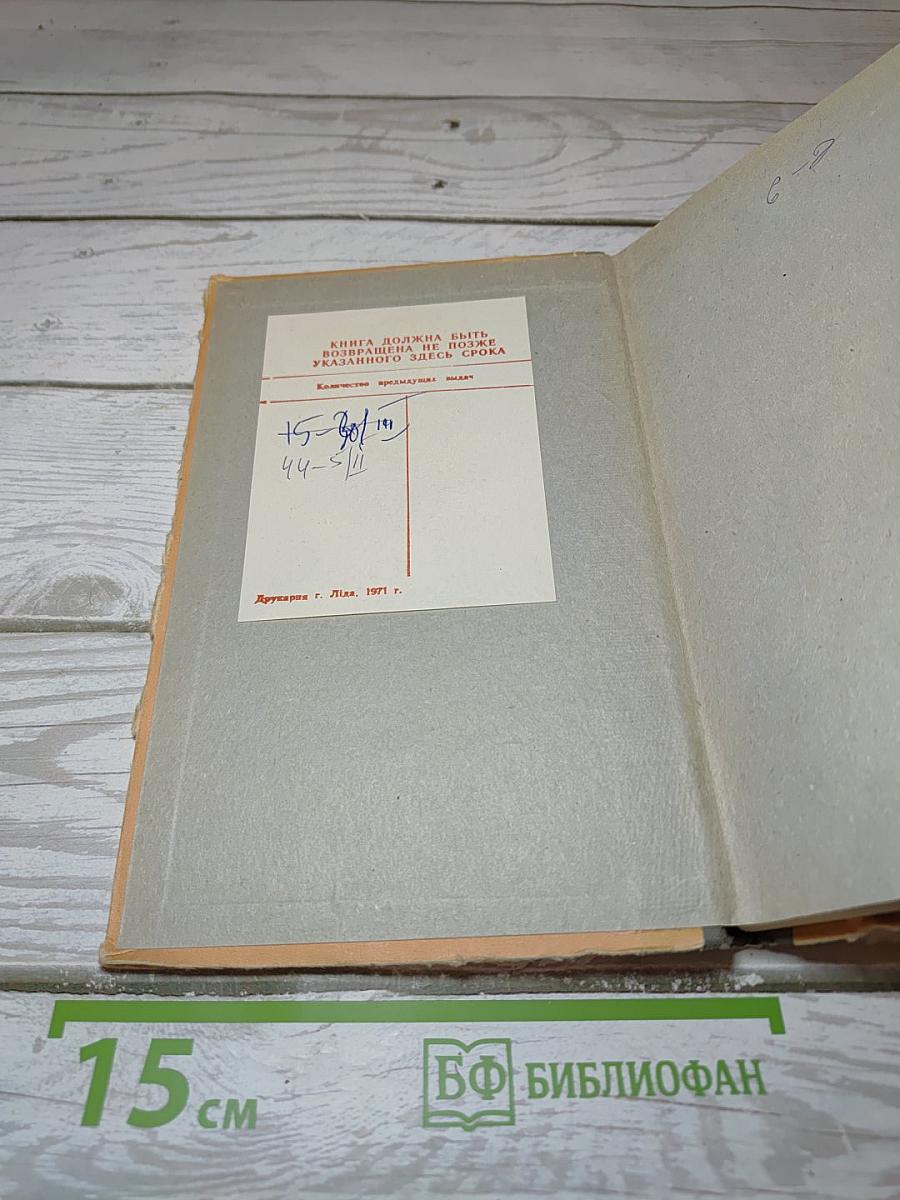 КНИГА ДОЛЖНА БЫТЬ
ВОЗВРАЩЕНА НЕ ПОЗЖЕ
УКАЗАННОГО ЗДЕСЬ СРОКА
Количество предыдущих выдач
44-5/II
Друкарня г. Ліда, 1971 г.
15 см
БФ БИБЛИОФАН